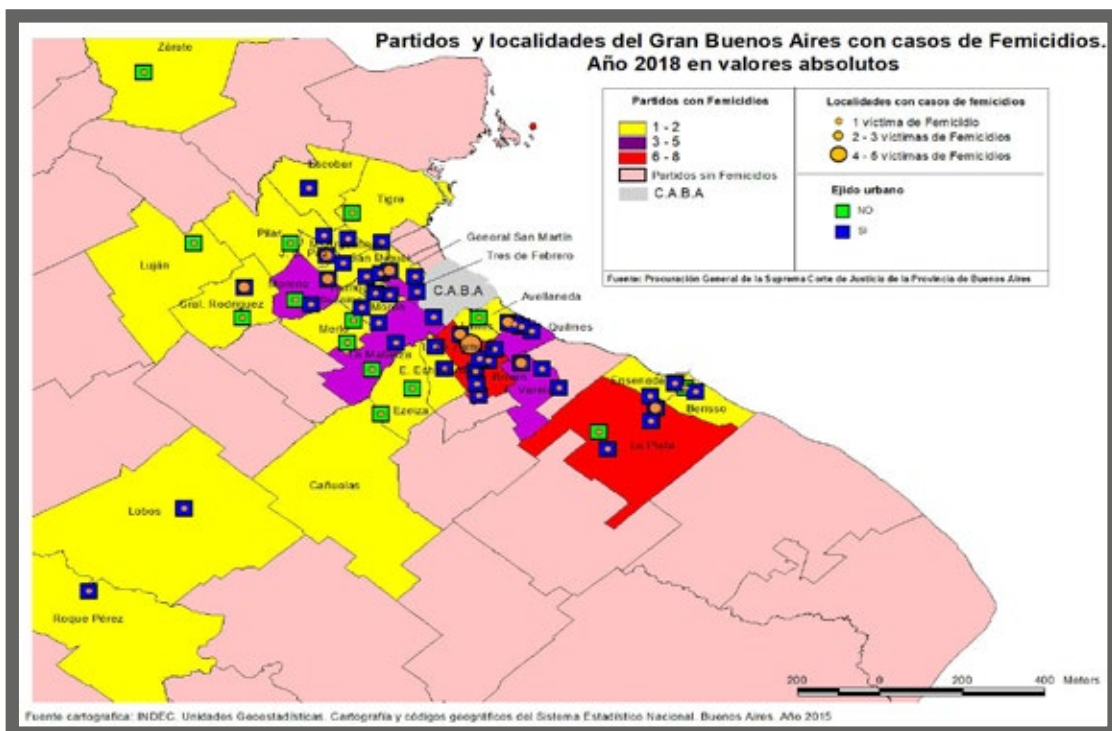 Partidos y localidades del Gran Buenos Aires con casos de Femicidios.
Año 2018 en valores absolutos
Partidos con Femicidios
1 - 2
3 - 5
6 - 8
Partidos sin Femicidios
C.A.B.A
Localidades con casos de femicidios
1 victima de Femicidio
2 - 3 víctimas de Femicidios
4 - 5 víctimas de Femicidios
Ejido urbano
NO
SI
Fuente: Procuración General de la Suprema Corte de Justicia de la Provincia de Buenos Aires
Zárate
Escobar
Tigre
Pilar
General San Martín
Luján
Tres de Febrero
Moreno
C.A.B.A.
Gral. Rodríguez
Avellaneda
Merlo
Quilmes
La Matanza
Ezeiza
Ensenada
Berisso
La Plata
Cañuelas
Lobos
Roque Pérez
200 0 200 400 Meters
Fuente cartografica: INDEC. Unidades Geoestadísticas. Cartografía y códigos geográficos del Sistema Estadístico Nacional. Buenos Aires. Año 2015